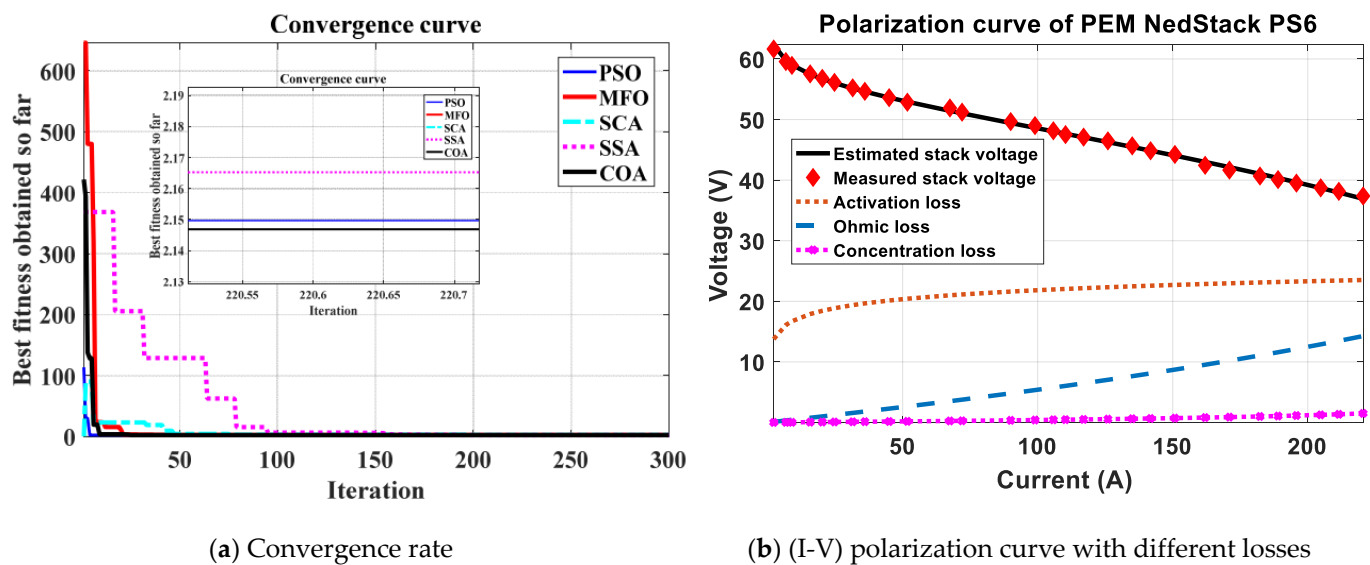 Convergence curve
Best fitness obtained so far
600
500
400
300
200
100
0
50
100
150
200
250
300
Iteration
PSO
MFO
SCA
SSA
COA
Convergence curve
Best fitness obtained so far
2.19
2.18
2.17
2.16
2.15
2.14
2.13
220.55
220.6
220.65
220.7
Iteration
PSO
MFO
SCA
SSA
COA
(a) Convergence rate
Polarization curve of PEM NedStack PS6
Voltage (V)
60
50
40
30
20
10
50
100
150
200
Current (A)
Estimated stack voltage
Measured stack voltage
Activation loss
Ohmic loss
Concentration loss
(b) (I-V) polarization curve with different losses